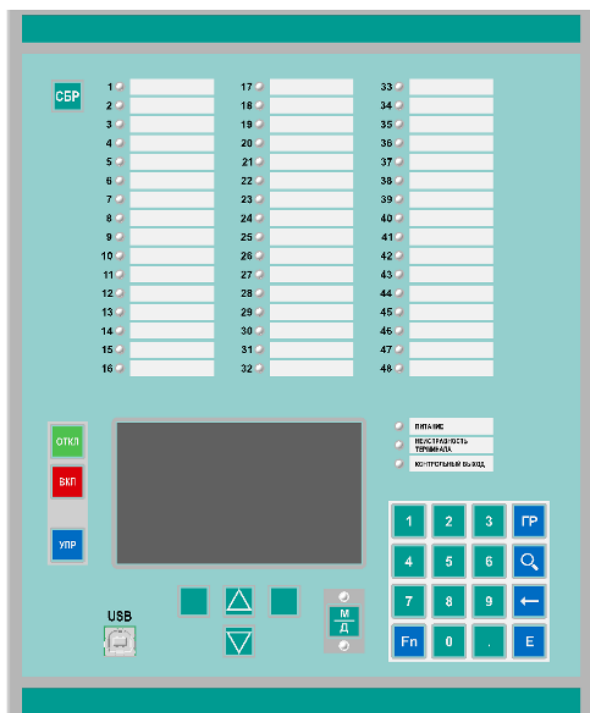 СБР
1 17 33
2 18 34
3 19 35
4 20 36
5 21 37
6 22 38
7 23 39
8 24 40
9 25 41
10 26 42
11 27 43
12 28 44
13 29 45
14 30 46
15 31 47
16 32 48
ПИТАНИЕ
НЕИСПРАВНОСТЬ
ТЕРМИНАЛА
КОНТРОЛЬНЫЙ ВЫХОД
ОТКЛ
ВКЛ
УПР
1 2 3 ГР
4 5 6
7 8 9
Fn 0 . E
USB
М
Д